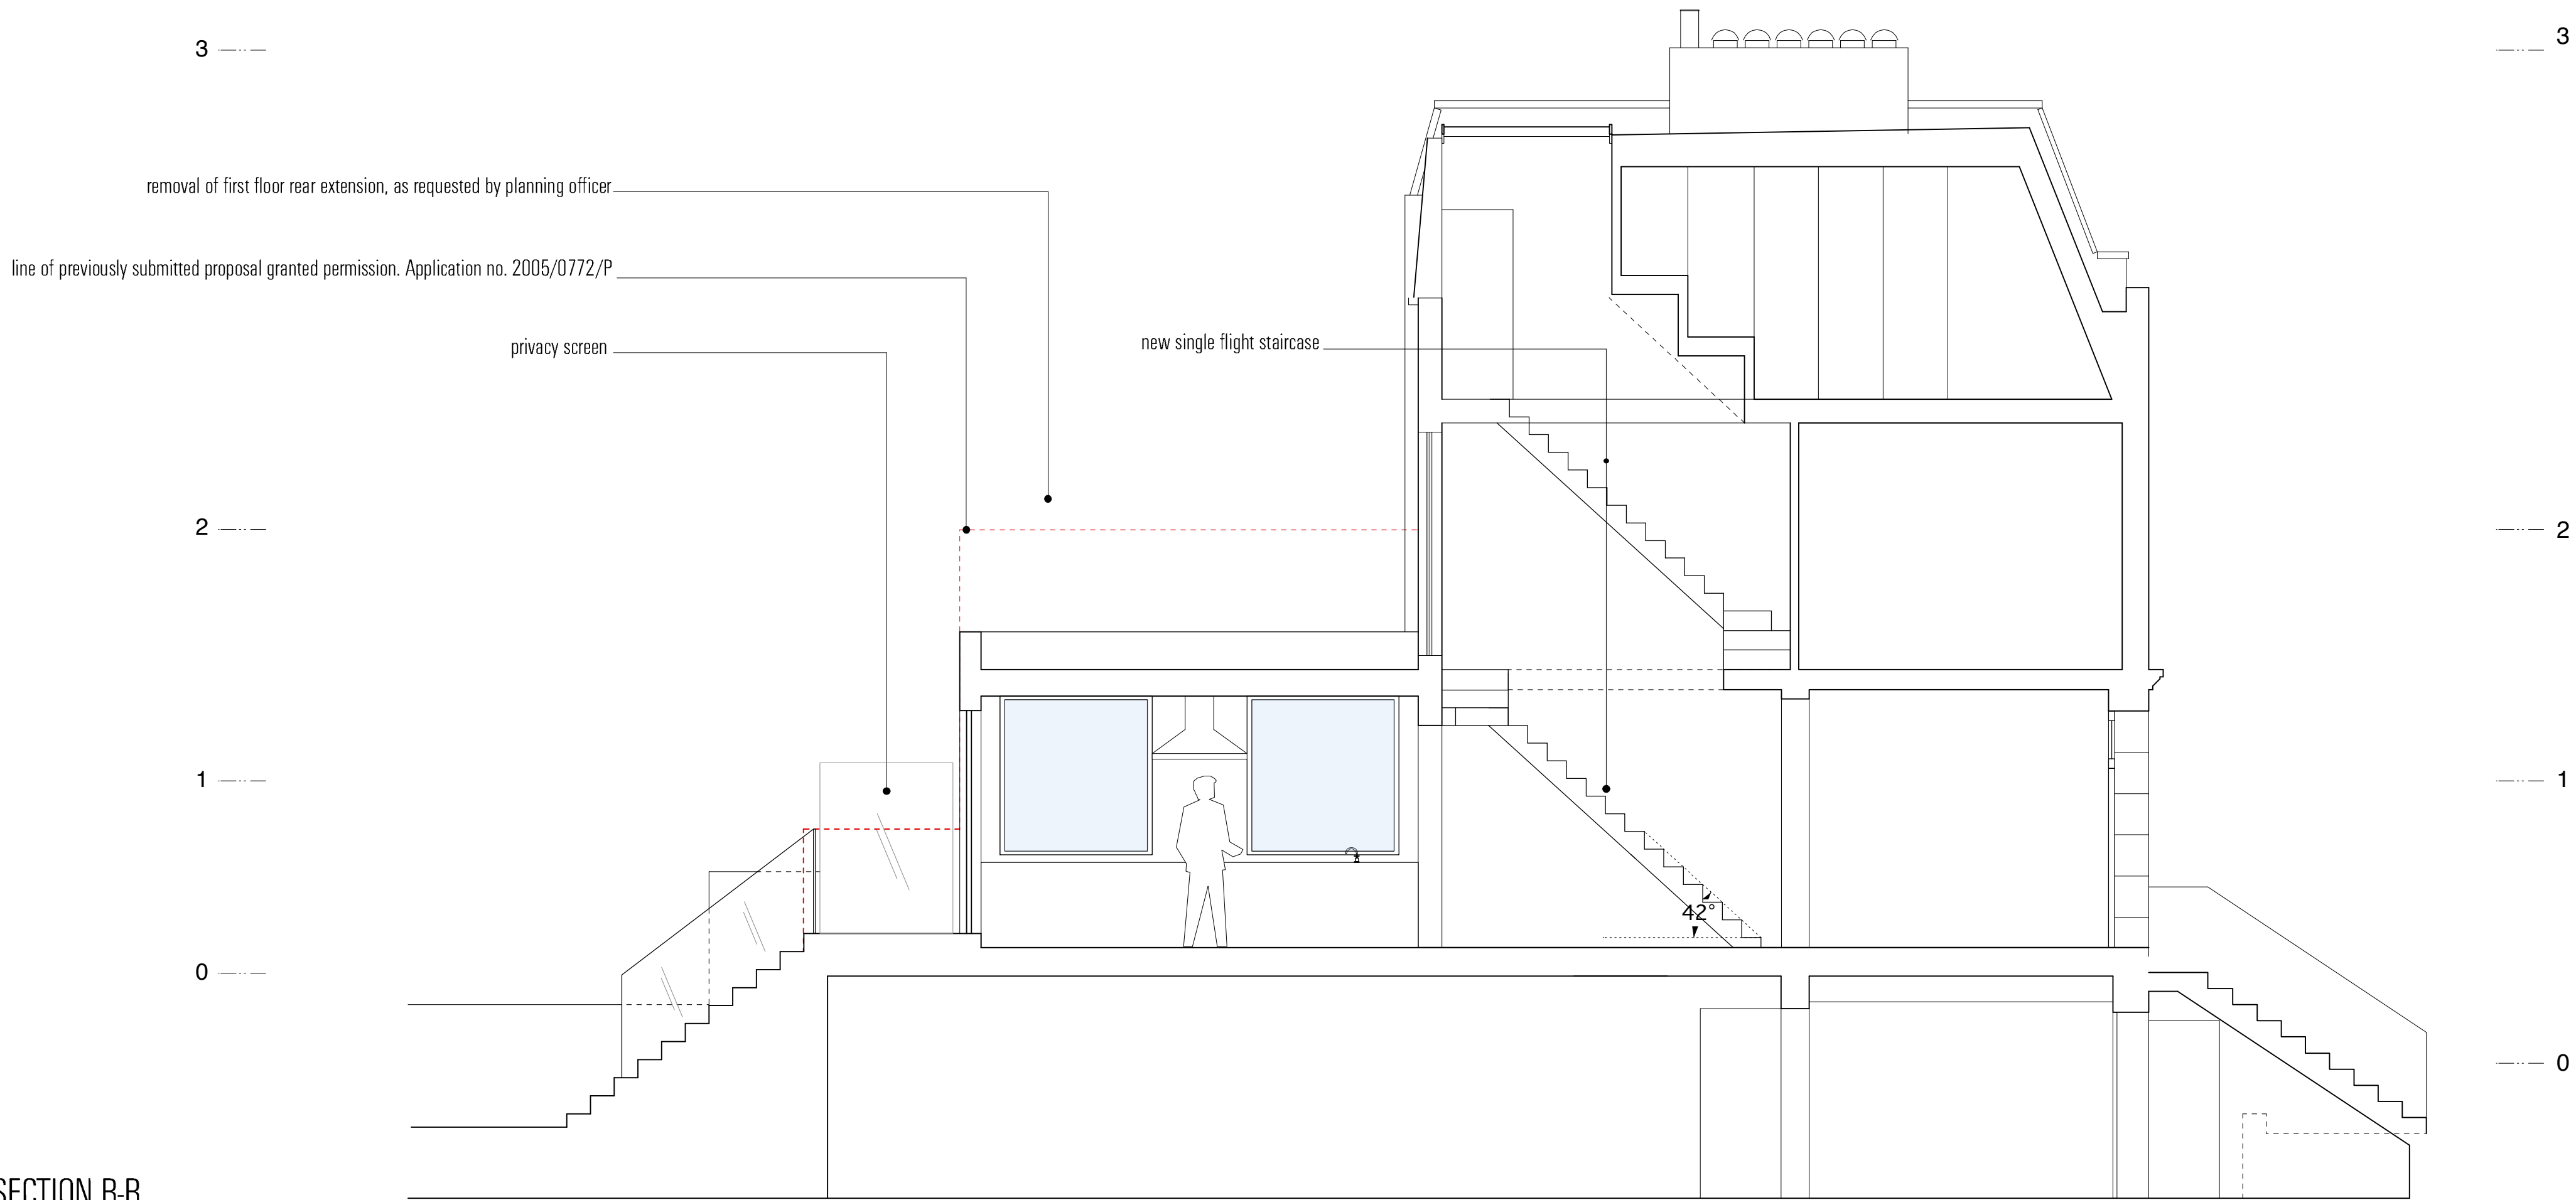 3
3
removal of first floor rear extension, as requested by planning officer
line of previously submitted proposal granted permission. Application no. 2005/0772/P
privacy screen
new single flight staircase
2
2
1
1
42°
0
0
SECTION B-B